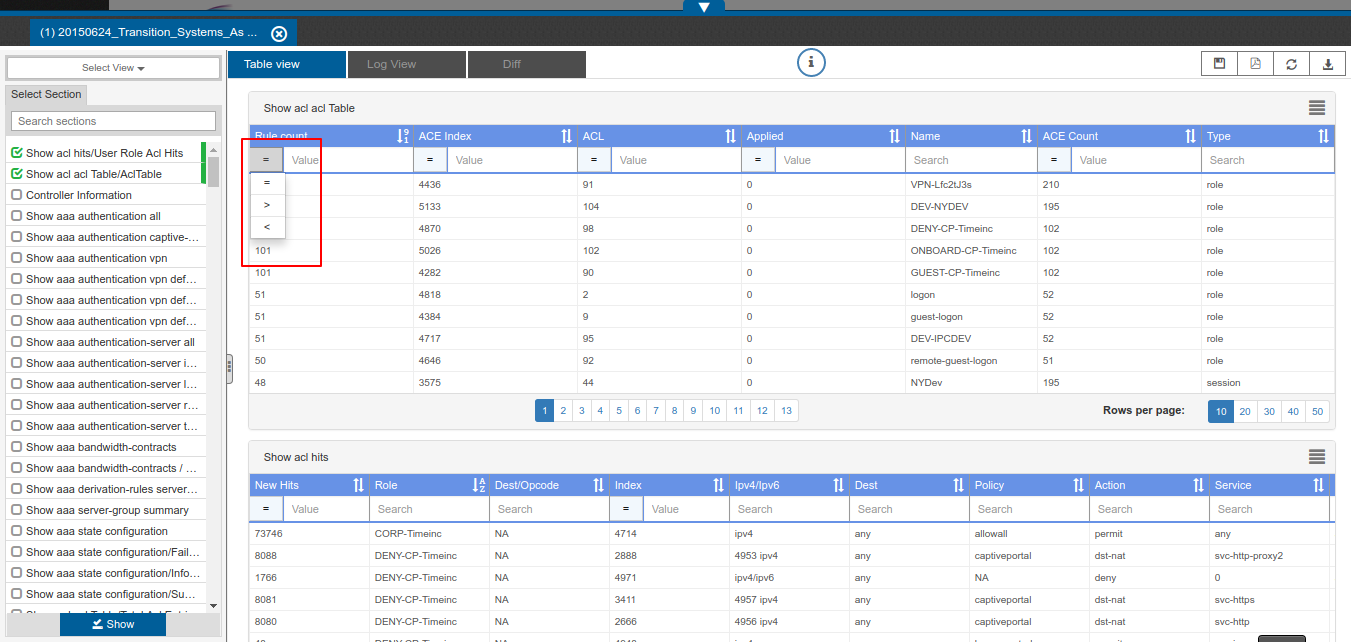 ▼
(1) 20150624_Transition_Systems_As ...
Select View
Select Section
Search sections
Show acl hits/User Role Acl Hits
Show acl acl Table/AclTable
Controller Information
Show aaa authentication all
Show aaa authentication captive-...
Show aaa authentication vpn
Show aaa authentication vpn def...
Show aaa authentication vpn def...
Show aaa authentication vpn def...
Show aaa authentication-server all
Show aaa authentication-server i...
Show aaa authentication-server l...
Show aaa authentication-server r...
Show aaa authentication-server t...
Show aaa bandwidth-contracts
Show aaa bandwidth-contracts / ...
Show aaa derivation-rules server...
Show aaa server-group summary
Show aaa state configuration
Show aaa state configuration/Fail...
Show aaa state configuration/Info...
Show aaa state configuration/Su...
Show
Table view Log View Diff i
Show acl acl Table
Rule count ACE Index ACL Applied Name ACE Count Type
= Value = Value = Value = Value Search = Value Search
=
>
<
4436 91 0 VPN-Lfc2tJ3s 210 role
5133 104 0 DEV-NYDEV 195 role
4870 98 0 DENY-CP-Timeinc 102 role
101 5026 102 0 ONBOARD-CP-Timeinc 102 role
101 4282 90 0 GUEST-CP-Timeinc 102 role
51 4818 2 0 logon 52 role
51 4384 9 0 guest-logon 52 role
51 4717 95 0 DEV-IPCDEV 52 role
50 4646 92 0 remote-guest-logon 51 role
48 3575 44 0 NYDev 195 session
1 2 3 4 5 6 7 8 9 10 11 12 13 Rows per page: 10 20 30 40 50
Show acl hits
New Hits Role Dest/Opcode Index Ipv4/Ipv6 Dest Policy Action Service
= Value Search Search = Value Search Search Search Search Search
73746 CORP-Timeinc NA 4714 ipv4 any allowall permit any
8088 DENY-CP-Timeinc NA 2888 4953 ipv4 any captiveportal dst-nat svc-http-proxy2
1766 DENY-CP-Timeinc NA 4971 ipv4/ipv6 any NA deny 0
8081 DENY-CP-Timeinc NA 3411 4957 ipv4 any captiveportal dst-nat svc-https
8080 DENY-CP-Timeinc NA 2666 4956 ipv4 any captiveportal dst-nat svc-http